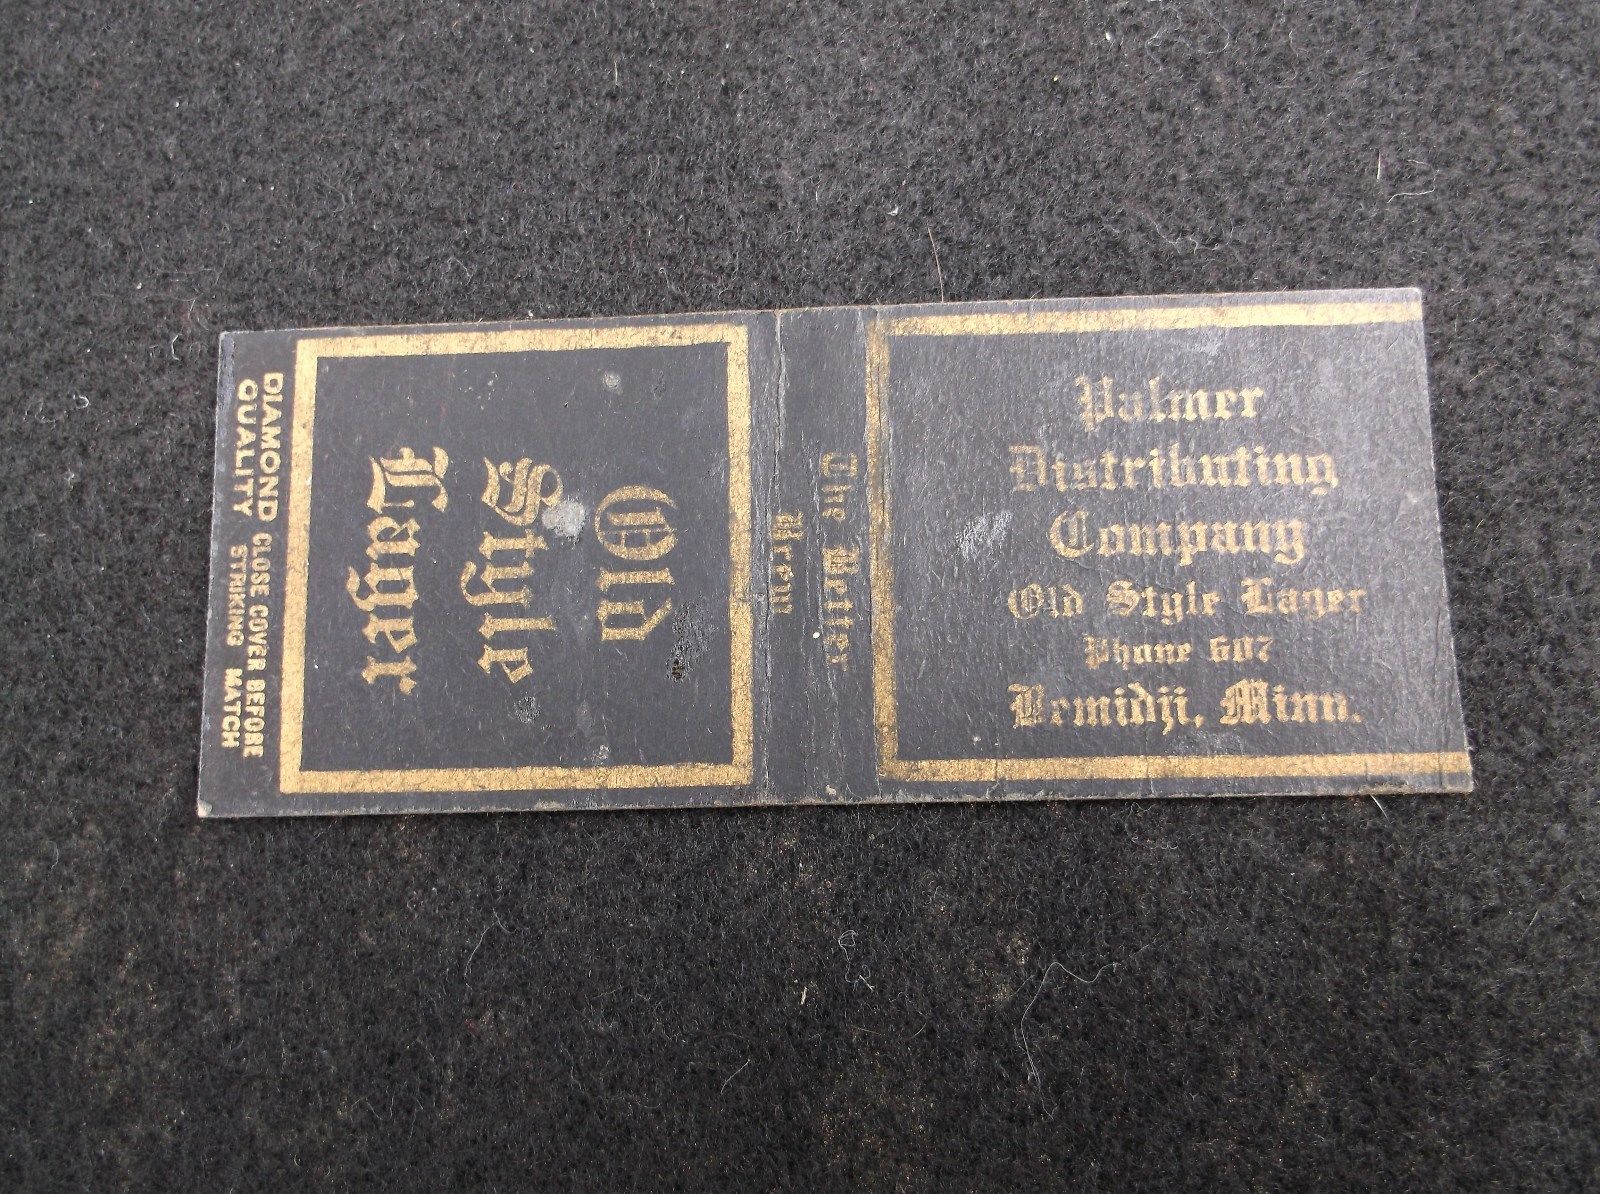 DIAMOND
QUALITY
CLOSE COVER BEFORE
STRIKING MATCH
Old
Style
Lager
The Better
Brew
Palmer
Distributing
Company
Old Style Lager
Phone 607
Bemidji, Minn.